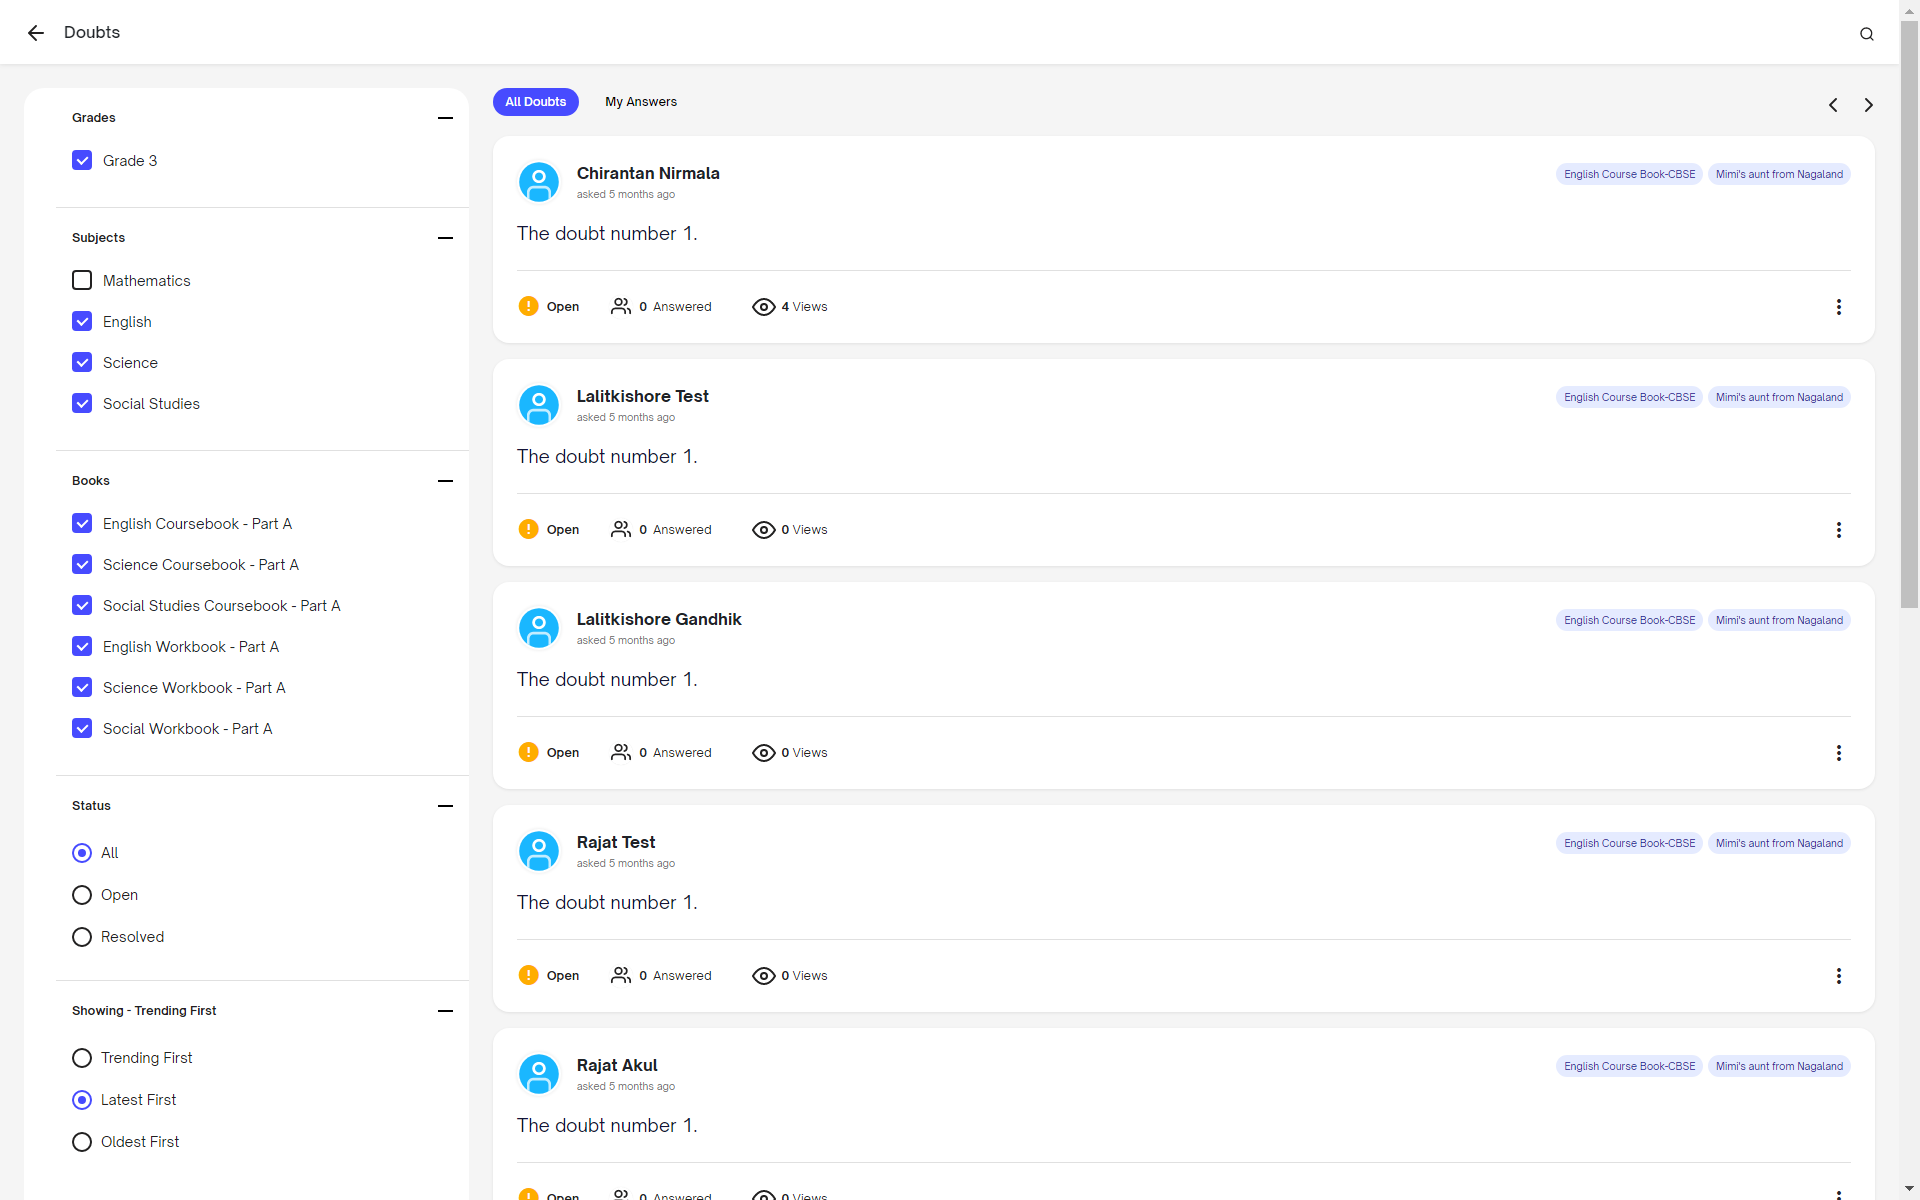 Doubts
Grades
Grade 3
Subjects
Mathematics
English
Science
Social Studies
Books
English Coursebook - Part A
Science Coursebook - Part A
Social Studies Coursebook - Part A
English Workbook - Part A
Science Workbook - Part A
Social Workbook - Part A
Status
All
Open
Resolved
Showing - Trending First
Trending First
Latest First
Oldest First
All Doubts My Answers
Chirantan Nirmala
asked 5 months ago
English Course Book-CBSE Mimi's aunt from Nagaland
The doubt number 1.
Open 0 Answered 4 Views
Lalitkishore Test
asked 5 months ago
English Course Book-CBSE Mimi's aunt from Nagaland
The doubt number 1.
Open 0 Answered 0 Views
Lalitkishore Gandhik
asked 5 months ago
English Course Book-CBSE Mimi's aunt from Nagaland
The doubt number 1.
Open 0 Answered 0 Views
Rajat Test
asked 5 months ago
English Course Book-CBSE Mimi's aunt from Nagaland
The doubt number 1.
Open 0 Answered 0 Views
Rajat Akul
asked 5 months ago
English Course Book-CBSE Mimi's aunt from Nagaland
The doubt number 1.
Open 0 Answered 0 Views